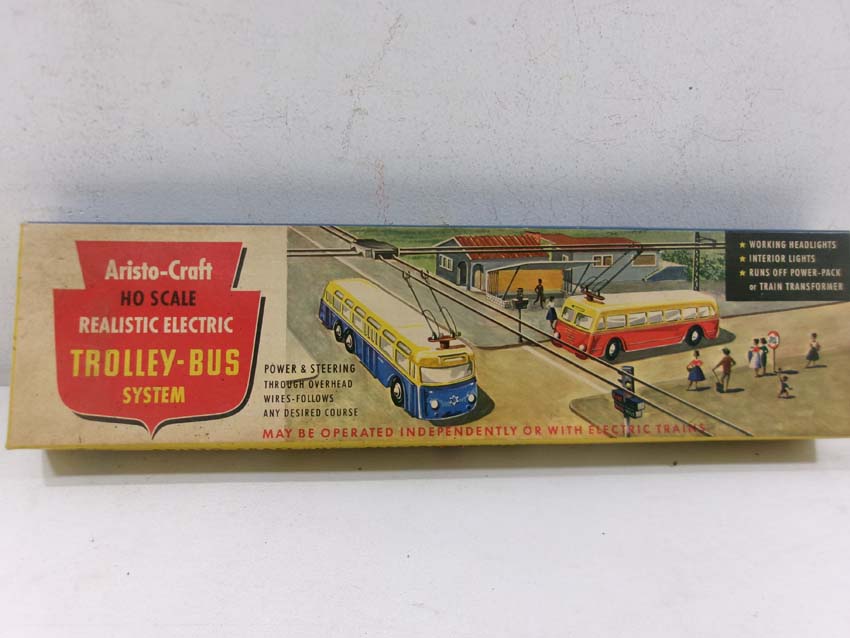 Aristo-Craft
HO SCALE
REALISTIC ELECTRIC
TROLLEY-BUS
SYSTEM
POWER & STEERING
THROUGH OVERHEAD
WIRES-FOLLOWS
ANY DESIRED COURSE
MAY BE OPERATED INDEPENDENTLY OR WITH ELECTRIC TRAINS
★ WORKING HEADLIGHTS
★ INTERIOR LIGHTS
★ RUNS OFF POWER-PACK
or TRAIN TRANSFORMER